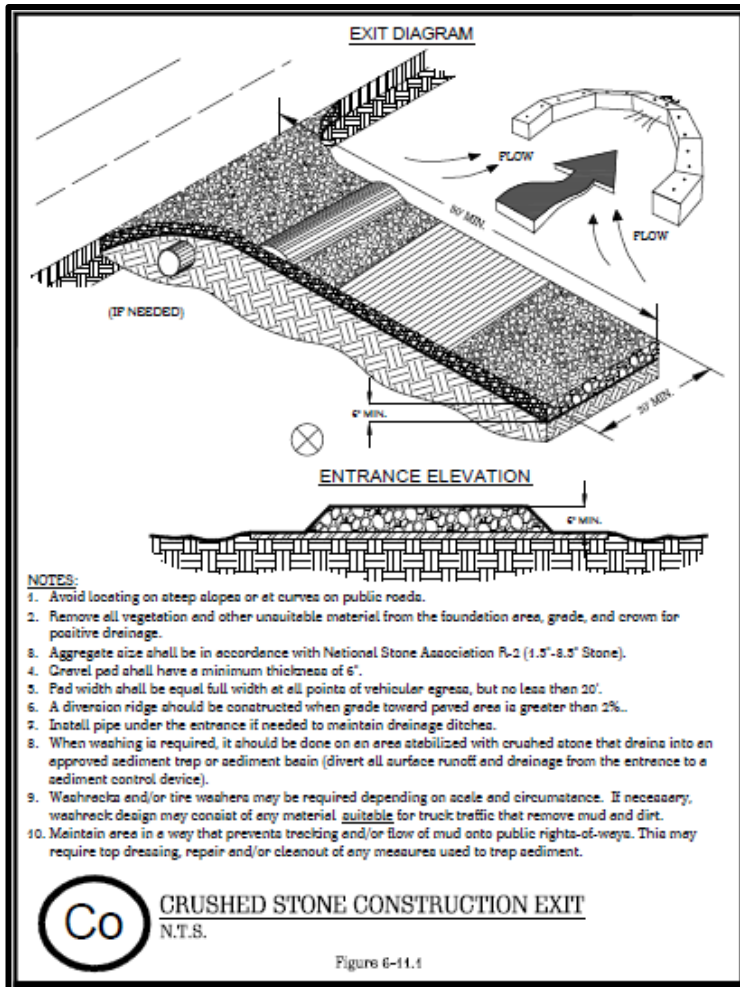 EXIT DIAGRAM
FLOW
50' MIN.
FLOW
(IF NEEDED)
6" MIN.
20' MIN.
ENTRANCE ELEVATION
6" MIN.
NOTES:
1. Avoid locating on steep slopes or at curves on public roads.
2. Remove all vegetation and other unsuitable material from the foundation area, grade, and crown for
positive drainage.
3. Aggregate size shall be in accordance with National Stone Association R-2 (1.5"-3.5" Stone).
4. Gravel pad shall have a minimum thickness of 6".
5. Pad width shall be equal full width at all points of vehicular egress, but no less than 20'.
6. A diversion ridge should be constructed when grade toward paved area is greater than 2%..
7. Install pipe under the entrance if needed to maintain drainage ditches.
8. When washing is required, it should be done on an area stabilized with crushed stone that drains into an
approved sediment trap or sediment basin (divert all surface runoff and drainage from the entrance to a
sediment control device).
9. Washracks and/or tire washers may be required depending on scale and circumstance. If necessary,
washrack design may consist of any material suitable for truck traffic that remove mud and dirt.
10. Maintain area in a way that prevents tracking and/or flow of mud onto public rights-of-ways. This may
require top dressing, repair and/or cleanout of any measures used to trap sediment.
Co
CRUSHED STONE CONSTRUCTION EXIT
N.T.S.
Figure 6-11.1